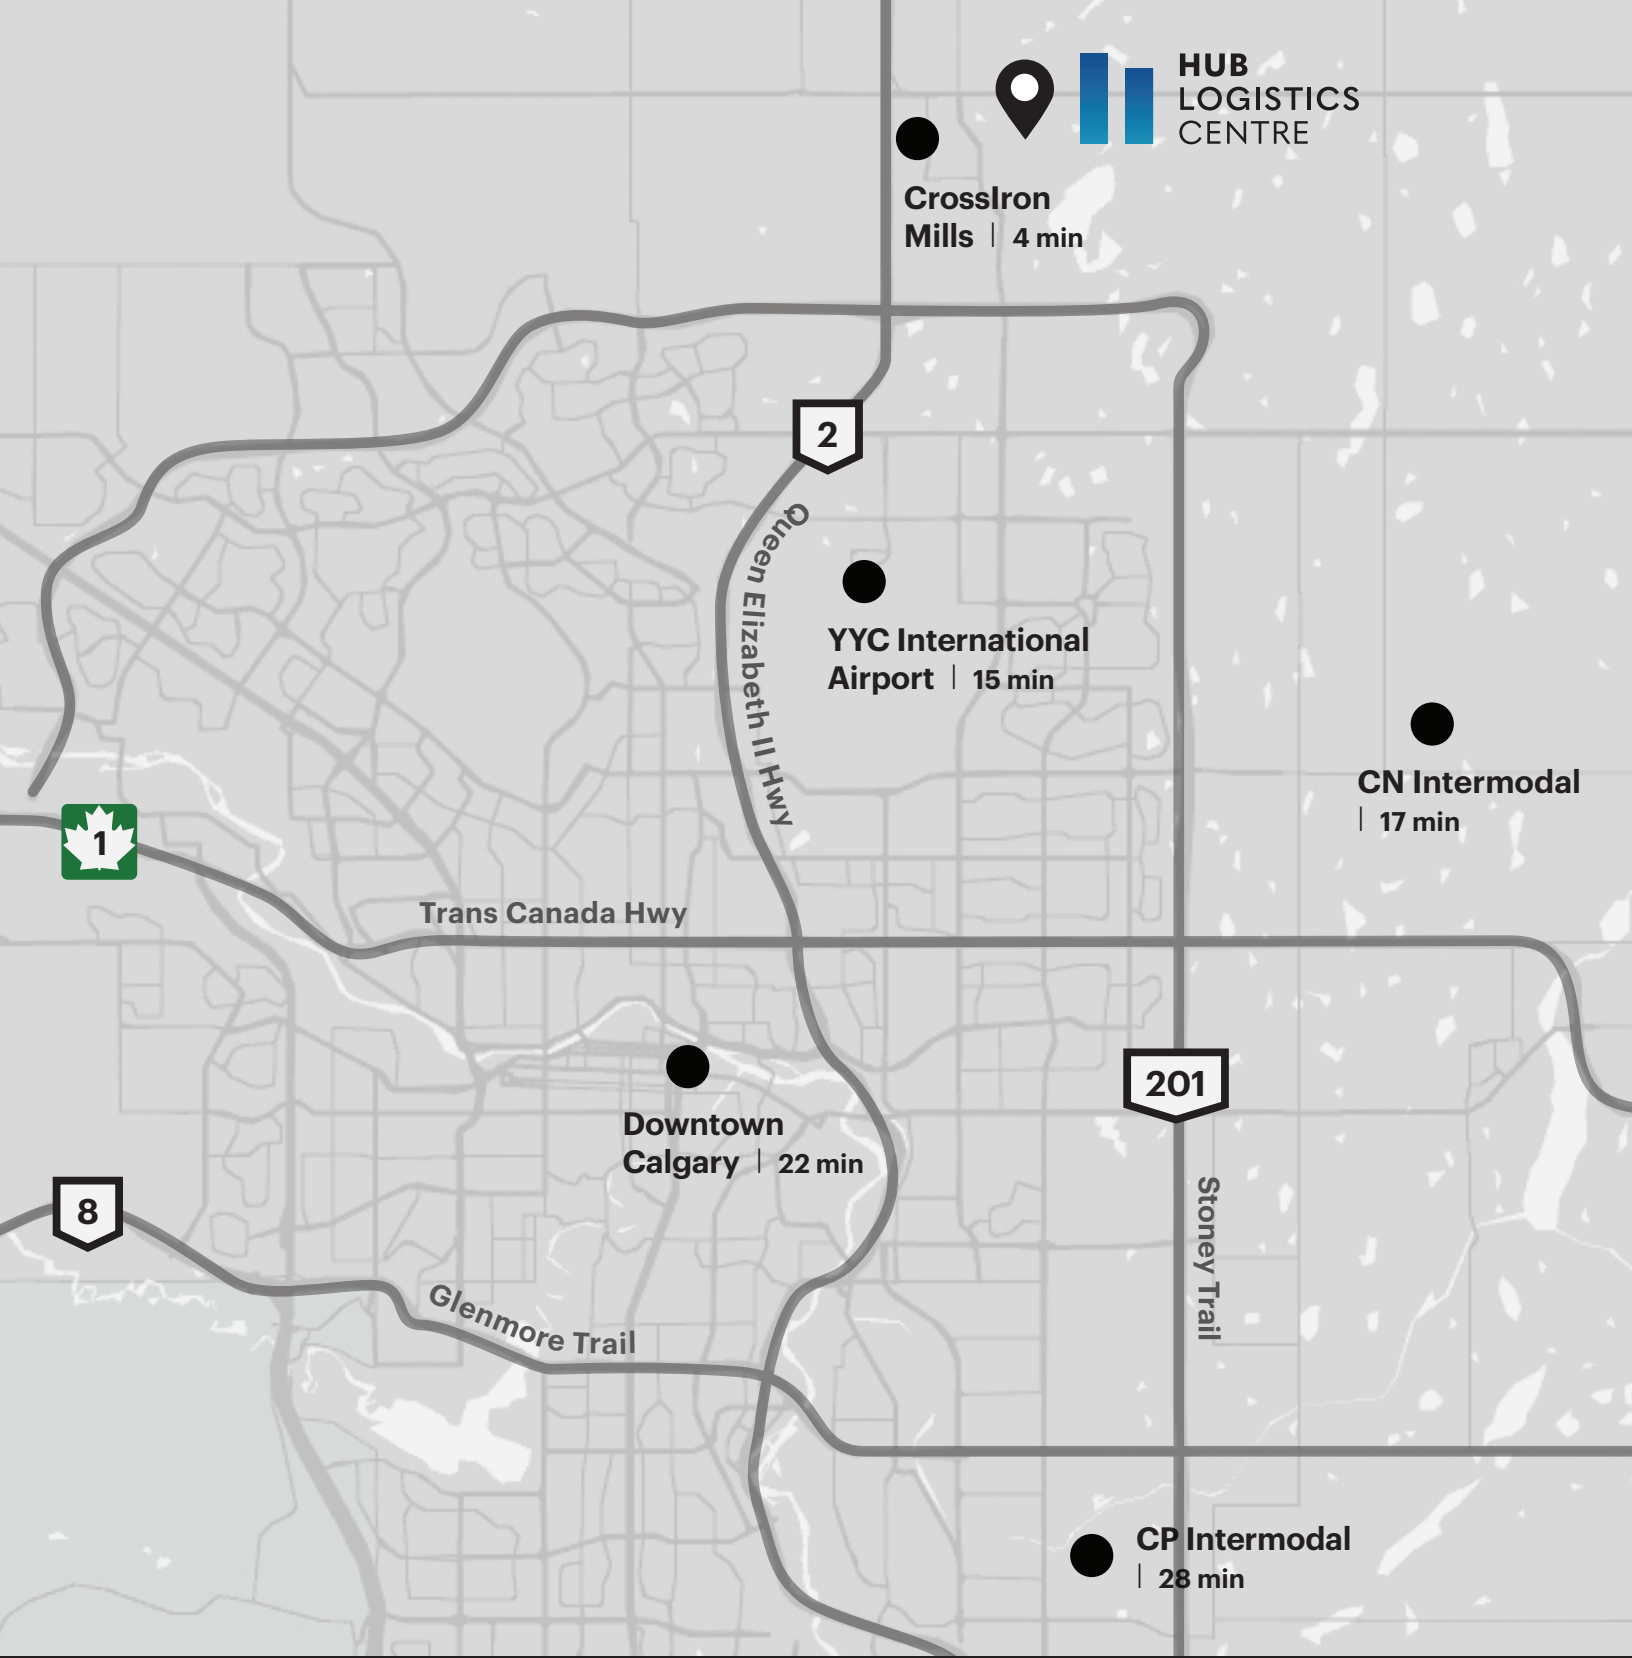 HUB
LOGISTICS
CENTRE
CrossIron
Mills | 4 min
2
Queen Elizabeth II Hwy
YYC International
Airport | 15 min
CN Intermodal
| 17 min
1
Trans Canada Hwy
201
Downtown
Calgary | 22 min
8
Stoney Trail
Glenmore Trail
CP Intermodal
| 28 min